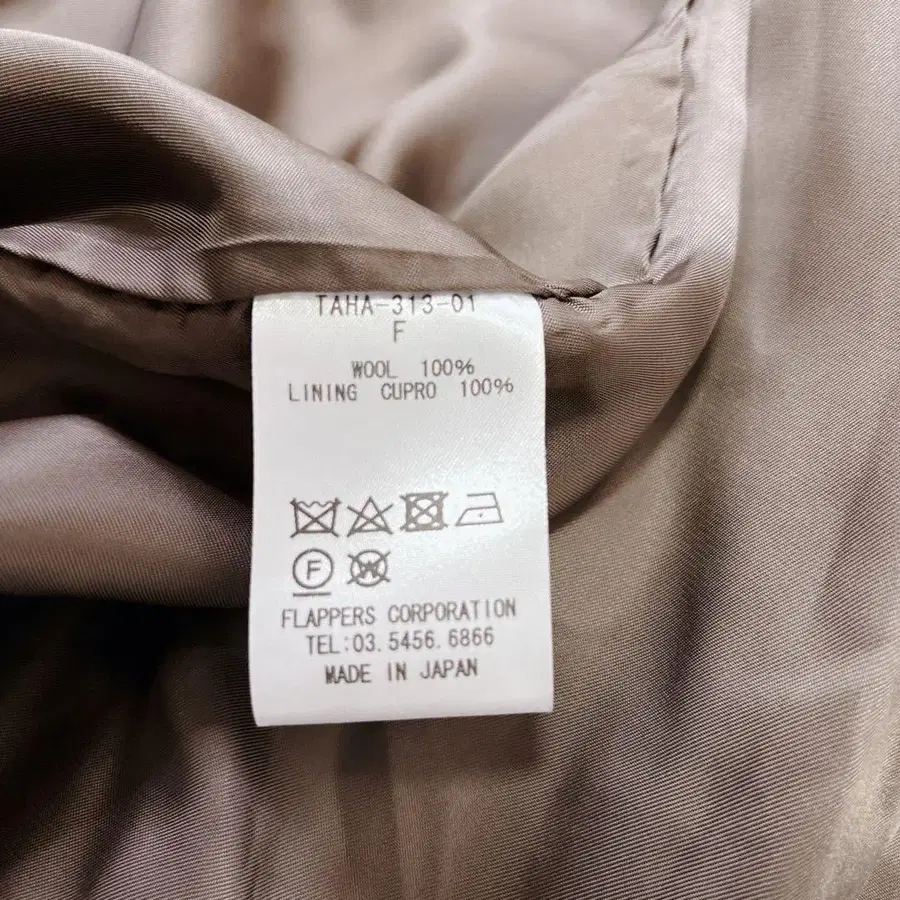 TAHA-313-01
F
WOOL 100%
LINING CUPRO 100%
F W
FLAPPERS CORPORATION
TEL:03.5456.6866
MADE IN JAPAN